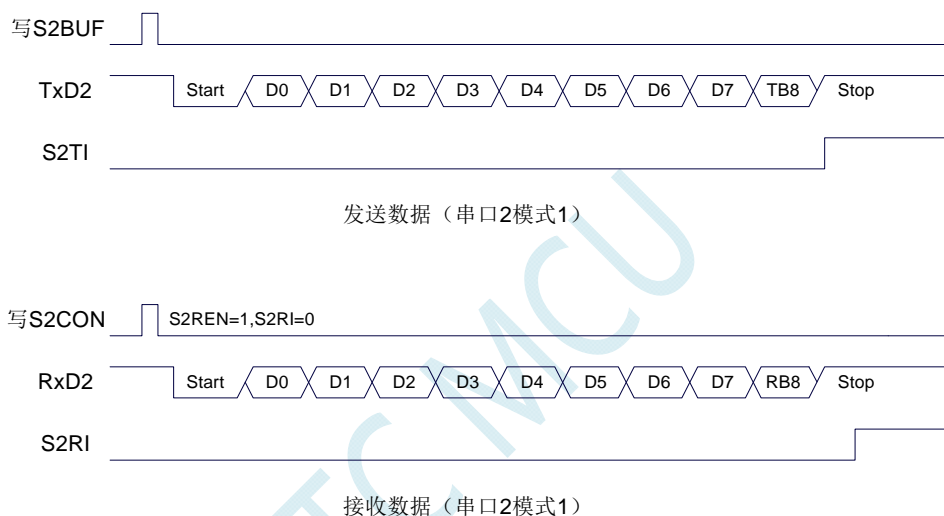 写S2BUF
TxD2 Start D0 D1 D2 D3 D4 D5 D6 D7 TB8 Stop
S2TI
发送数据（串口2模式1）
写S2CON S2REN=1,S2RI=0
RxD2 Start D0 D1 D2 D3 D4 D5 D6 D7 RB8 Stop
S2RI
接收数据（串口2模式1）
TC MCU